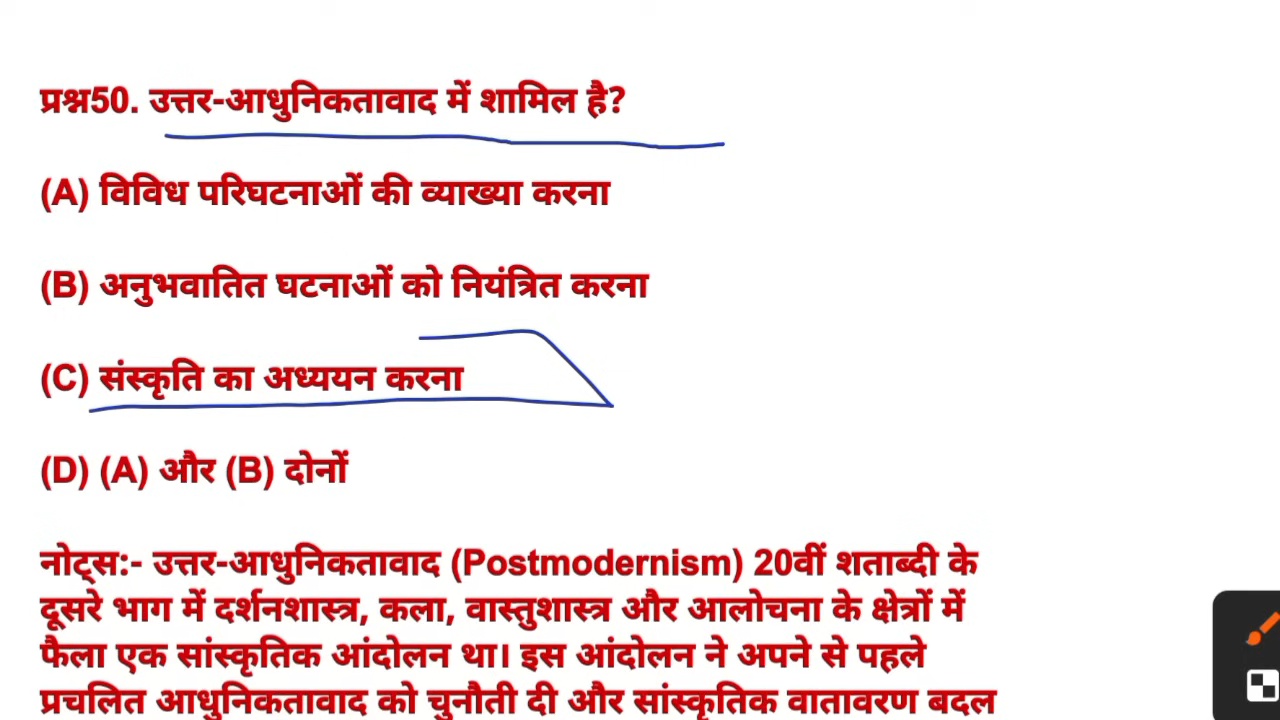 प्रश्न50. उत्तर-आधुनिकतावाद में शामिल है?
(A) विविध परिघटनाओं की व्याख्या करना
(B) अनुभवातित घटनाओं को नियंत्रित करना
(C) संस्कृति का अध्ययन करना
(D) (A) और (B) दोनों
नोट्स:- उत्तर-आधुनिकतावाद (Postmodernism) 20वीं शताब्दी के
दूसरे भाग में दर्शनशास्त्र, कला, वास्तुशास्त्र और आलोचना के क्षेत्रों में
फैला एक सांस्कृतिक आंदोलन था। इस आंदोलन ने अपने से पहले
प्रचलित आधुनिकतावाद को चुनौती दी और सांस्कृतिक वातावरण बदल